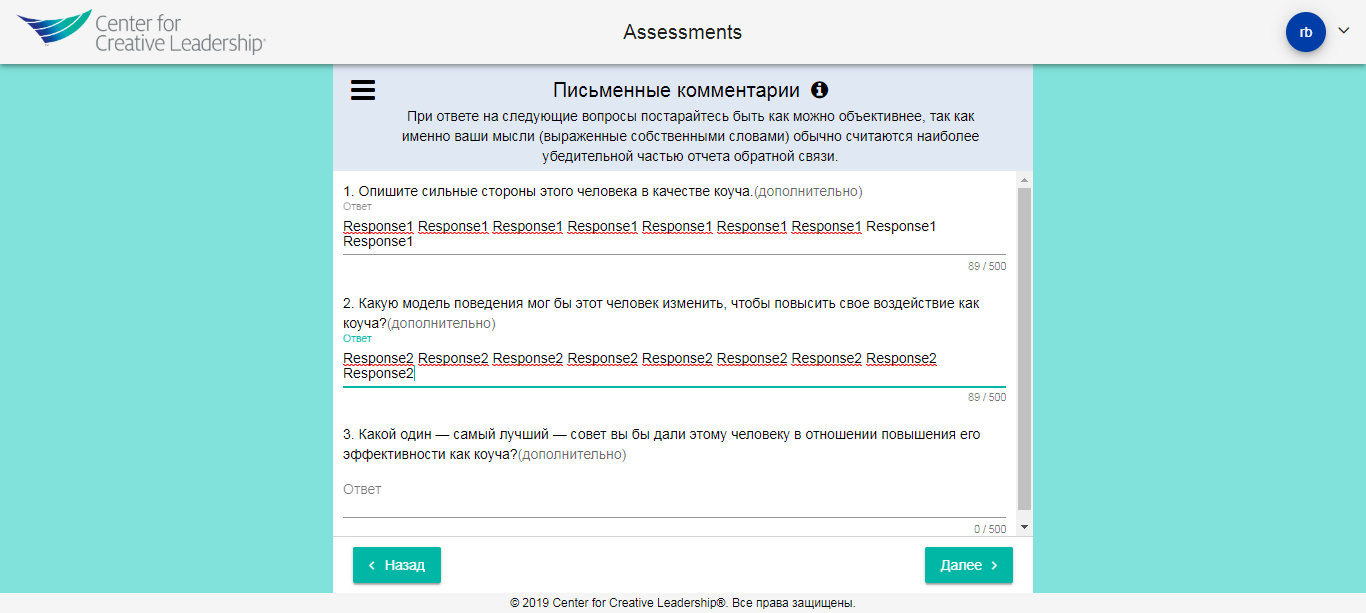 Center for
Creative Leadership®
Assessments
rb
Письменные комментарии
При ответе на следующие вопросы постарайтесь быть как можно объективнее, так как
именно ваши мысли (выраженные собственными словами) обычно считаются наиболее
убедительной частью отчета обратной связи.
1. Опишите сильные стороны этого человека в качестве коуча.(дополнительно)
Ответ
Response1 Response1 Response1 Response1 Response1 Response1 Response1 Response1
Response1
89 / 500
2. Какую модель поведения мог бы этот человек изменить, чтобы повысить свое воздействие как
коуча?(дополнительно)
Ответ
Response2 Response2 Response2 Response2 Response2 Response2 Response2 Response2
Response2
89 / 500
3. Какой один — самый лучший — совет вы бы дали этому человеку в отношении повышения его
эффективности как коуча?(дополнительно)
Ответ
0 / 500
Назад
Далее
© 2019 Center for Creative Leadership®. Все права защищены.